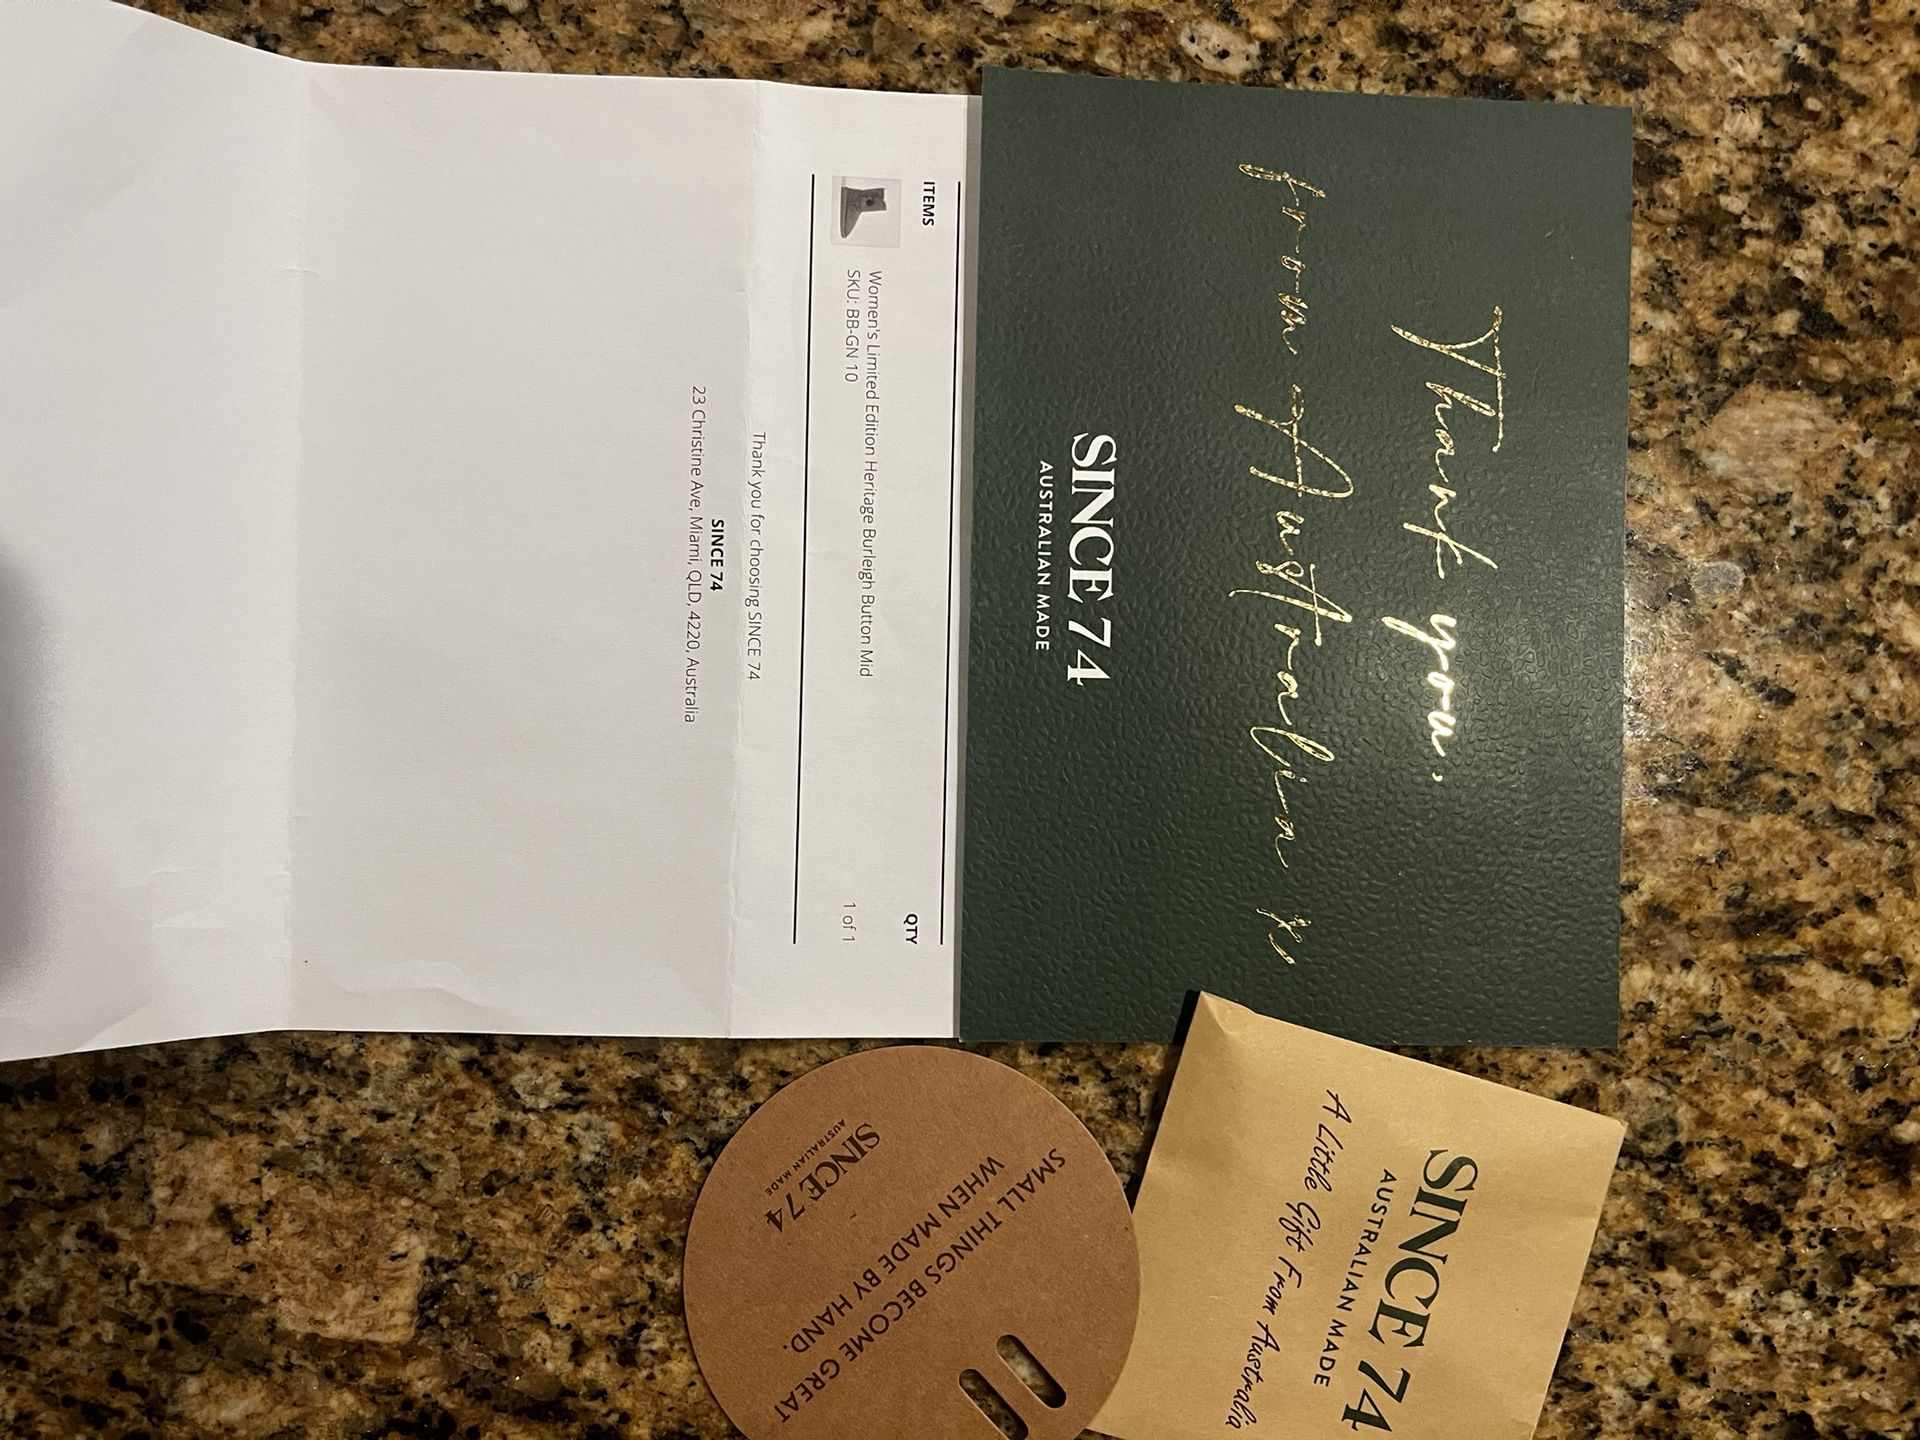 Thank you,
from Australia xo
SINCE 74
AUSTRALIAN MADE
ITEMS QTY
Women's Limited Edition Heritage Burleigh Button Mid
SKU: BB-GN 10
1 of 1
Thank you for choosing SINCE 74
SINCE 74
23 Christine Ave, Miami, QLD, 4220, Australia
SINCE 74
AUSTRALIAN MADE
A Little Gift From Australia
SMALL THINGS BECOME GREAT
WHEN MADE BY HAND.
SINCE 74
AUSTRALIAN MADE